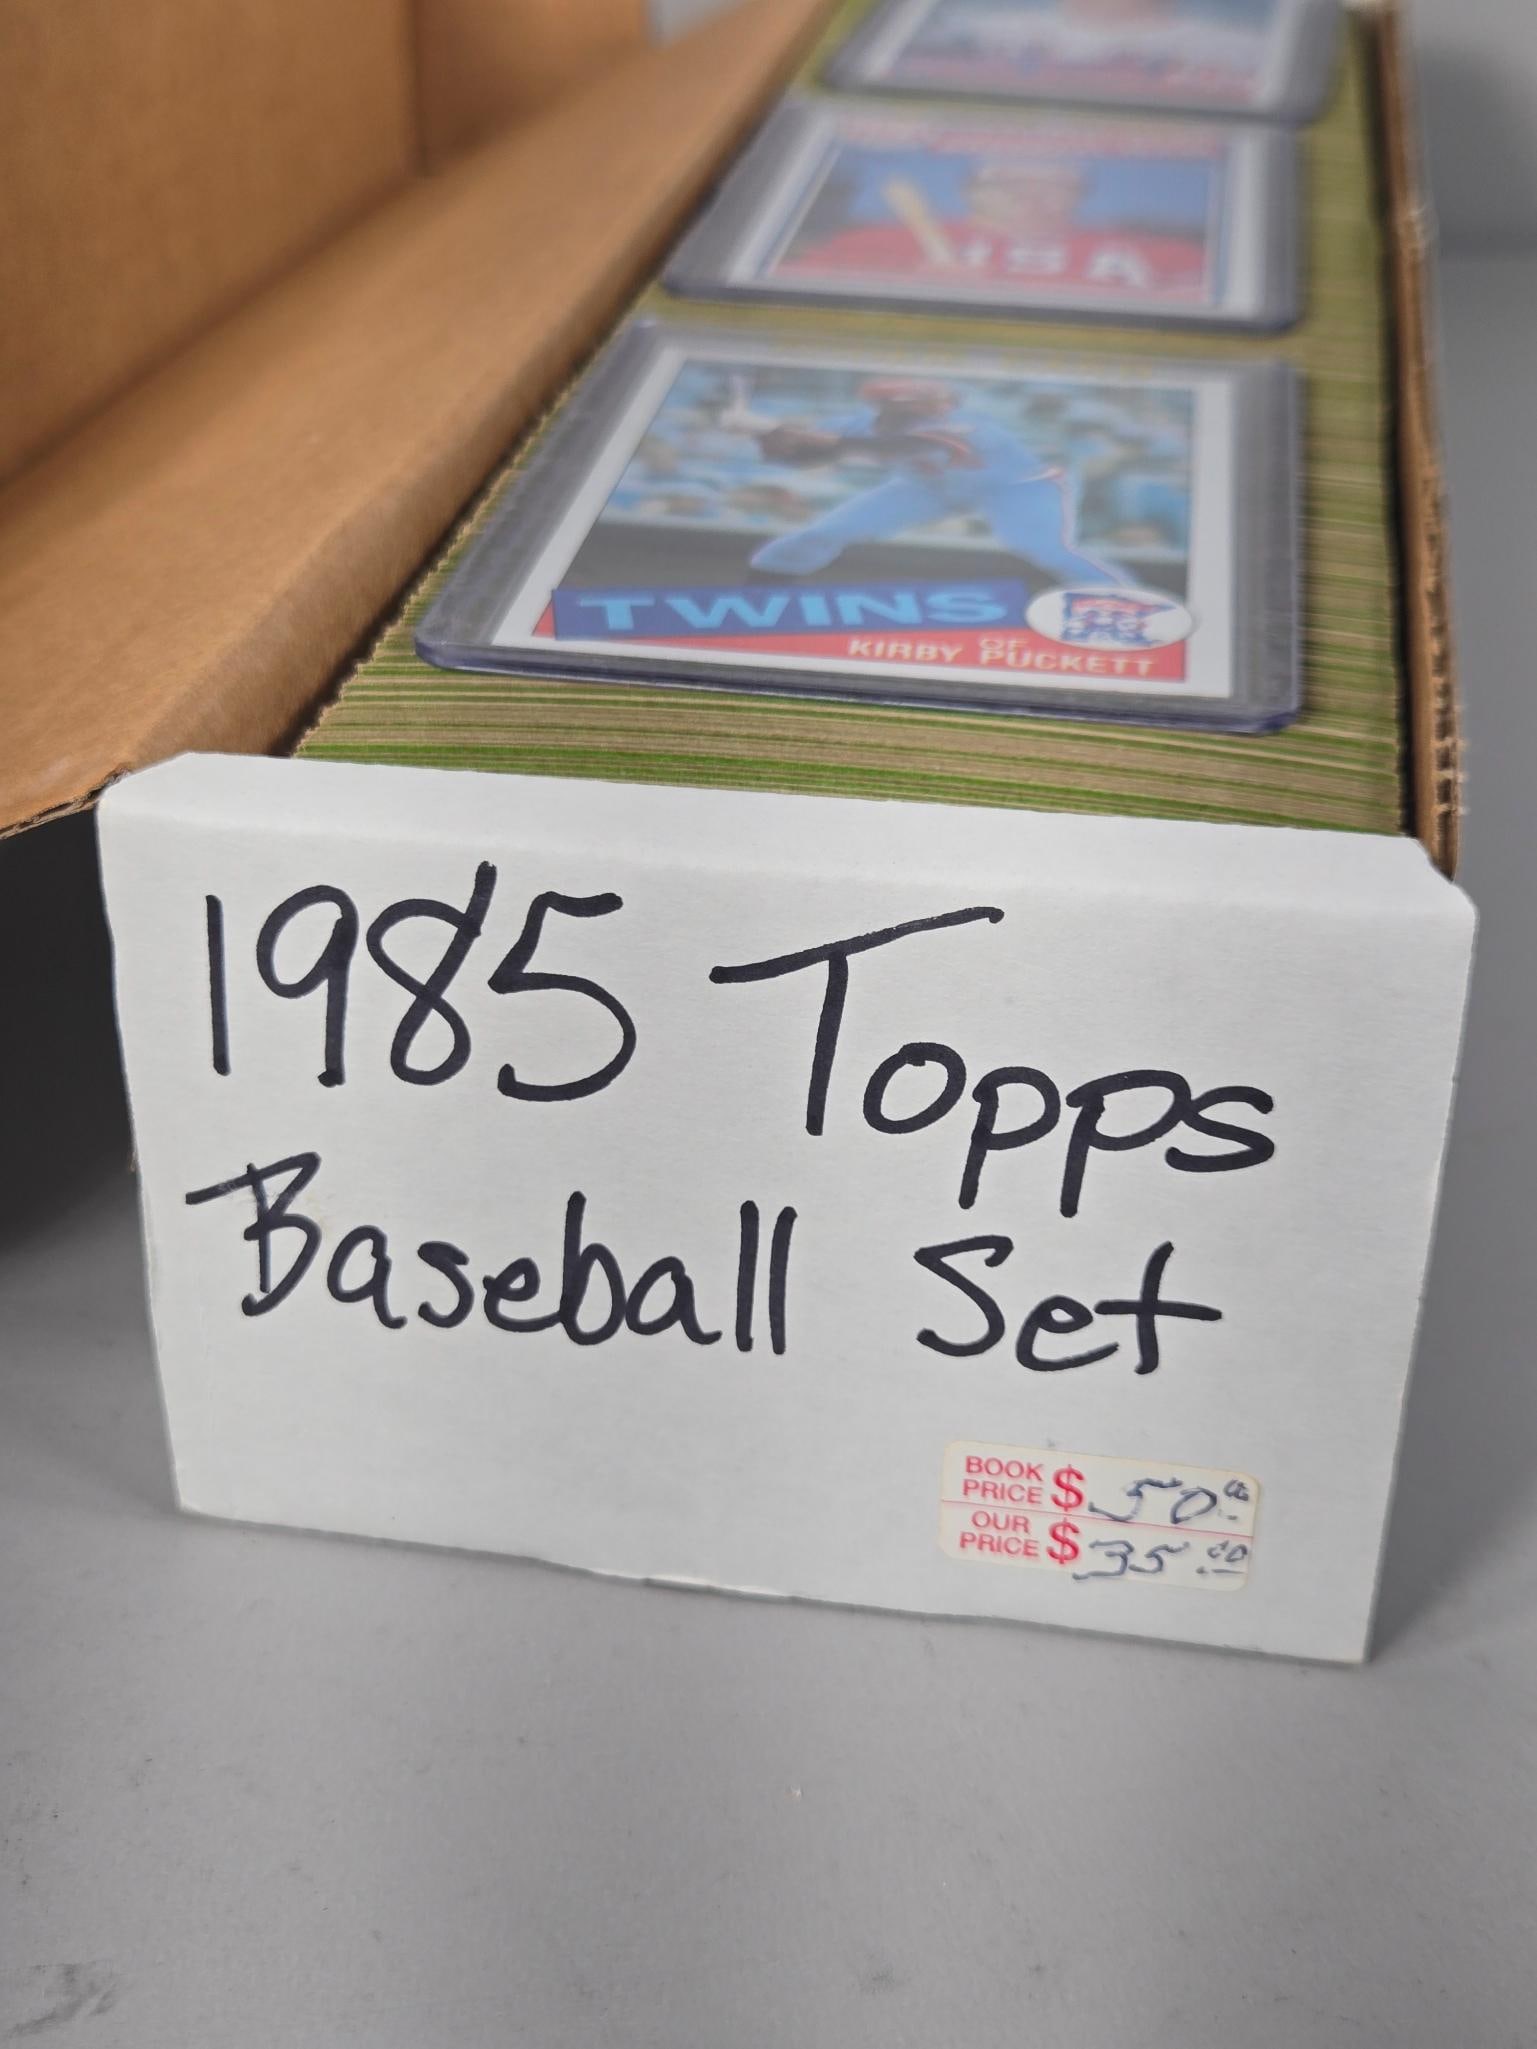 USA
TWINS
OF
KIRBY PUCKETT
1985 Topps
Baseball Set
BOOK PRICE $ 50.00
OUR PRICE $ 35.00